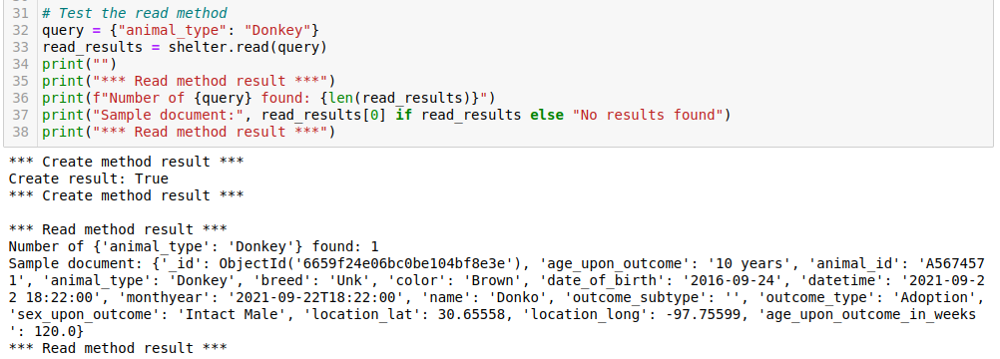 31 # Test the read method
32 query = {"animal_type": "Donkey"}
33 read_results = shelter.read(query)
34 print("")
35 print("*** Read method result ***")
36 print(f"Number of {query} found: {len(read_results)}")
37 print("Sample document:", read_results[0] if read_results else "No results found")
38 print("*** Read method result ***")
*** Create method result ***
Create result: True
*** Create method result ***

*** Read method result ***
Number of {'animal_type': 'Donkey'} found: 1
Sample document: {'_id': ObjectId('6659f24e06bc0be104bf8e3e'), 'age_upon_outcome': '10 years', 'animal_id': 'A567457
1', 'animal_type': 'Donkey', 'breed': 'Unk', 'color': 'Brown', 'date_of_birth': '2016-09-24', 'datetime': '2021-09-2
2 18:22:00', 'monthyear': '2021-09-22T18:22:00', 'name': 'Donko', 'outcome_subtype': '', 'outcome_type': 'Adoption',
'sex_upon_outcome': 'Intact Male', 'location_lat': 30.65558, 'location_long': -97.75599, 'age_upon_outcome_in_weeks
': 120.0}
*** Read method result ***